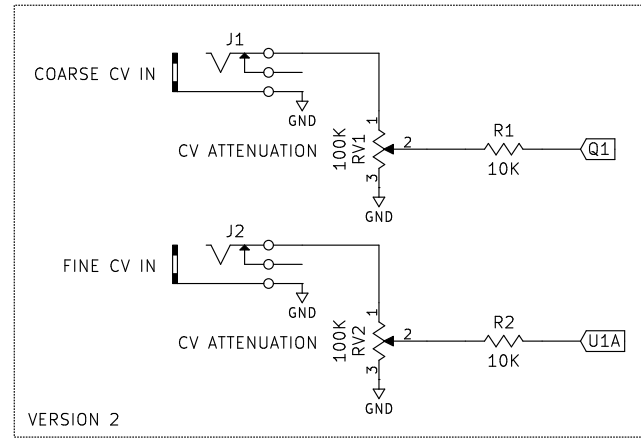 J1
COARSE CV IN
GND
CV ATTENUATION
100K
RV1
1
2
3
R1
10K
Q1
GND
J2
FINE CV IN
GND
CV ATTENUATION
100K
RV2
1
2
3
R2
10K
U1A
GND
VERSION 2